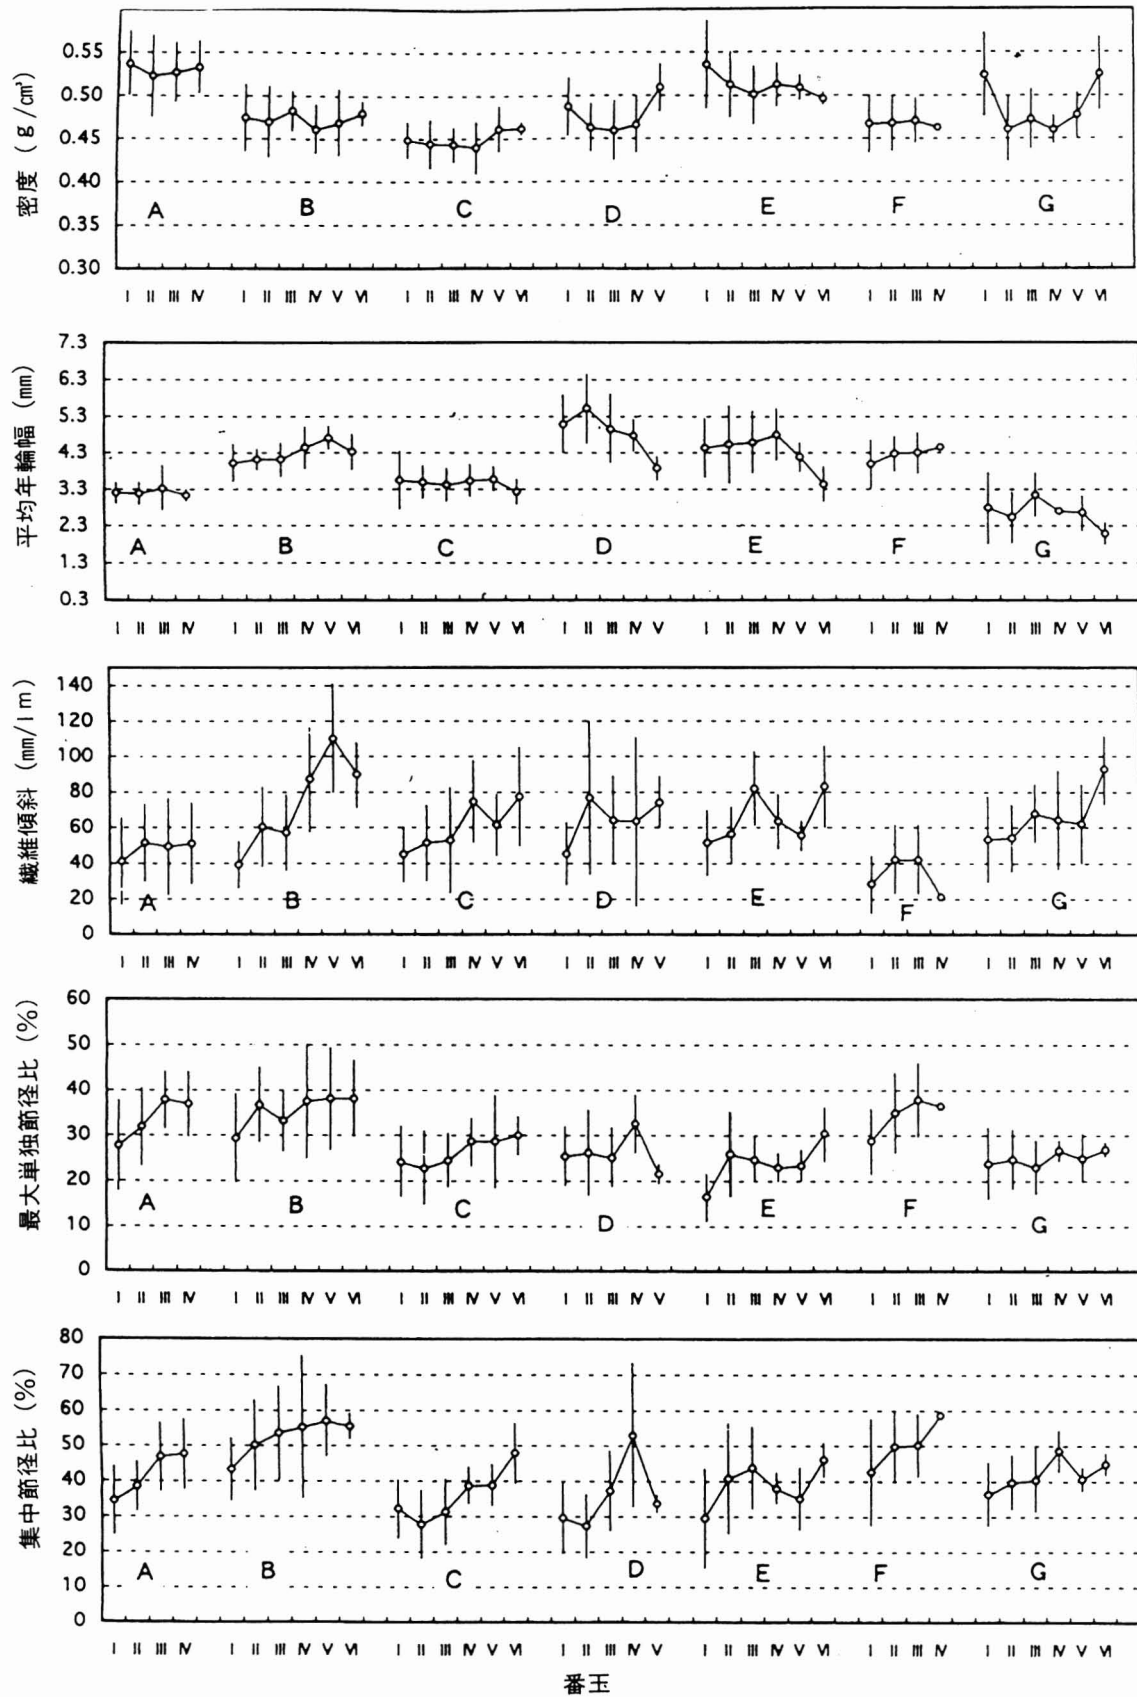 密度 (g/cm³)
0.55
0.50
0.45
0.40
0.35
0.30
A B C D E F G
I II III IV I II III IV V VI I II III IV V VI I II III IV V I II III IV V VI I II III IV I II III IV V VI
平均年輪幅 (mm)
7.3
6.3
5.3
4.3
3.3
2.3
1.3
0.3
A B C D E F G
I II III IV I II III IV V VI I II III IV V VI I II III IV V I II III IV V VI I II III IV I II III IV V VI
繊維傾斜 (mm/1m)
140
120
100
80
60
40
20
0
A B C D E F G
I II III IV I II III IV V VI I II III IV V VI I II III IV V I II III IV V VI I II III IV I II III IV V VI
最大単独節径比 (%)
60
50
40
30
20
10
0
A B C D E F G
I II III IV I II III IV V VI I II III IV V VI I II III IV V I II III IV V VI I II III IV I II III IV V VI
集中節径比 (%)
80
70
60
50
40
30
20
10
0
A B C D E F G
I II III IV I II III IV V VI I II III IV V VI I II III IV V I II III IV V VI I II III IV I II III IV V VI
番玉